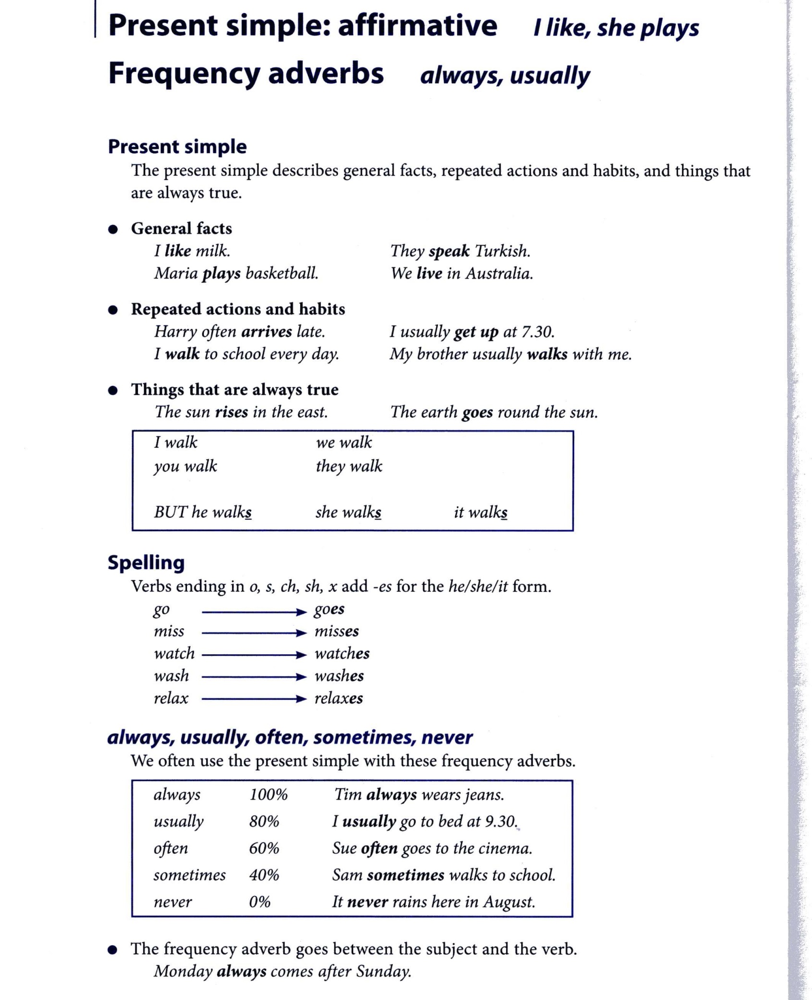 Present simple: affirmative I like, she plays
Frequency adverbs always, usually
Present simple
The present simple describes general facts, repeated actions and habits, and things that
are always true.
● General facts
I like milk. They speak Turkish.
Maria plays basketball. We live in Australia.
● Repeated actions and habits
Harry often arrives late. I usually get up at 7.30.
I walk to school every day. My brother usually walks with me.
● Things that are always true
The sun rises in the east. The earth goes round the sun.
I walk we walk
you walk they walk
BUT he walks she walks it walks
Spelling
Verbs ending in o, s, ch, sh, x add -es for the he/she/it form.
go → goes
miss → misses
watch → watches
wash → washes
relax → relaxes
always, usually, often, sometimes, never
We often use the present simple with these frequency adverbs.
always 100% Tim always wears jeans.
usually 80% I usually go to bed at 9.30.
often 60% Sue often goes to the cinema.
sometimes 40% Sam sometimes walks to school.
never 0% It never rains here in August.
● The frequency adverb goes between the subject and the verb.
Monday always comes after Sunday.